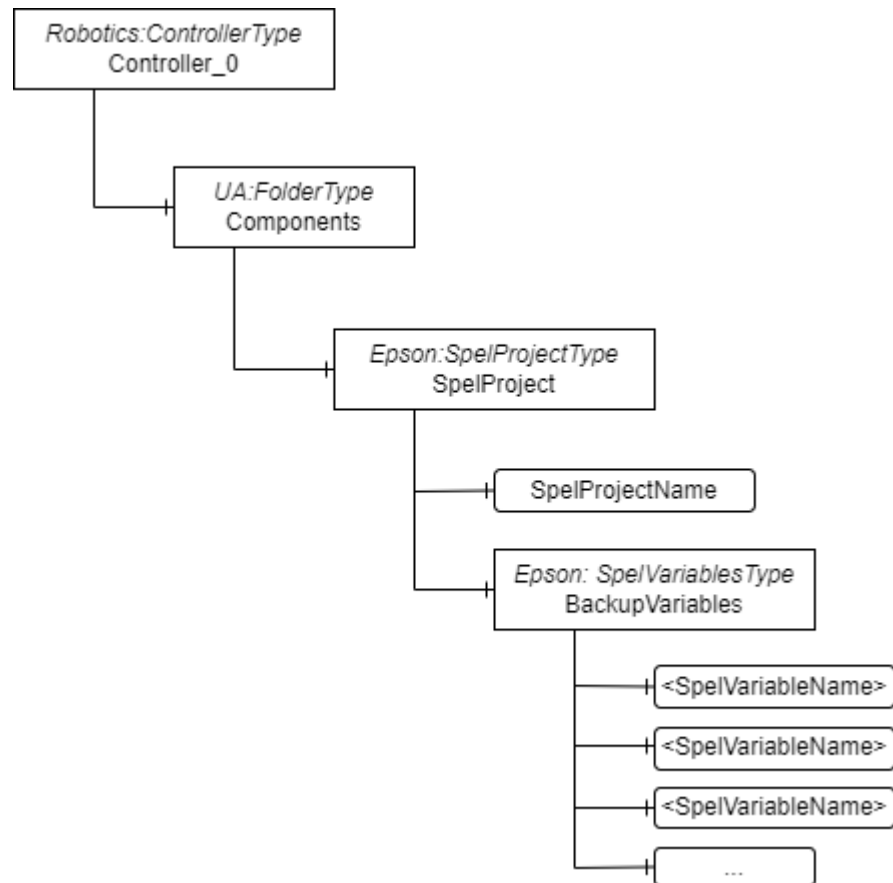 Robotics:ControllerType
Controller_0
UA:FolderType
Components
Epson:SpelProjectType
SpelProject
SpelProjectName
Epson: SpelVariablesType
BackupVariables
<SpelVariableName>
<SpelVariableName>
<SpelVariableName>
...